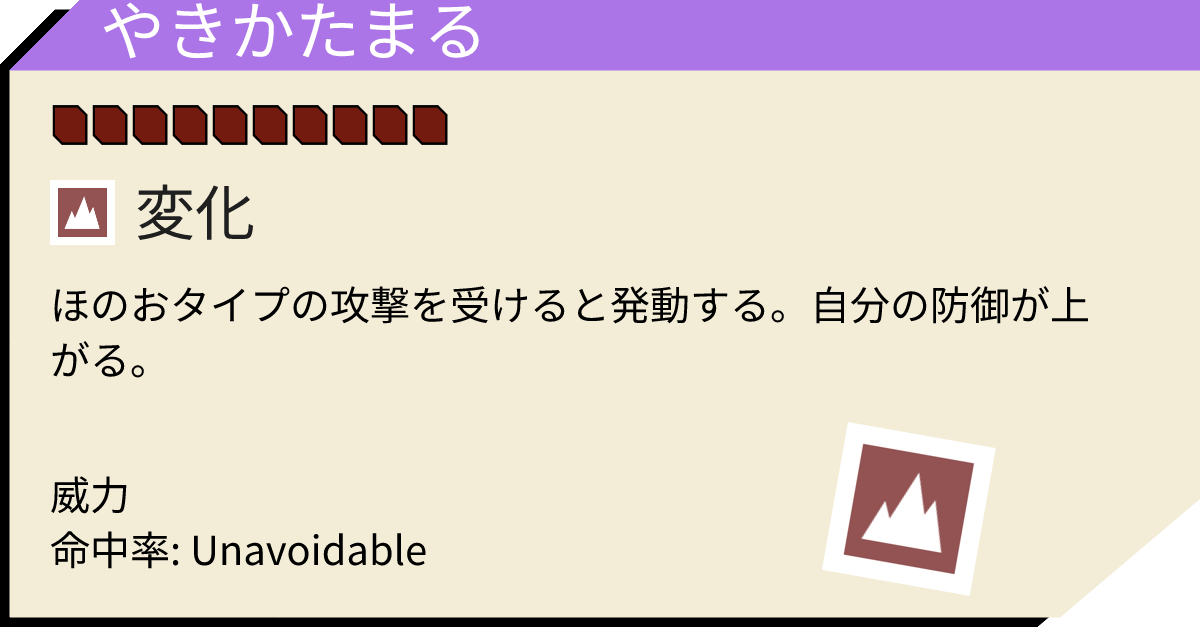 やきかたまる
変化
ほのおタイプの攻撃を受けると発動する。自分の防御が上
がる。
威力
命中率: Unavoidable